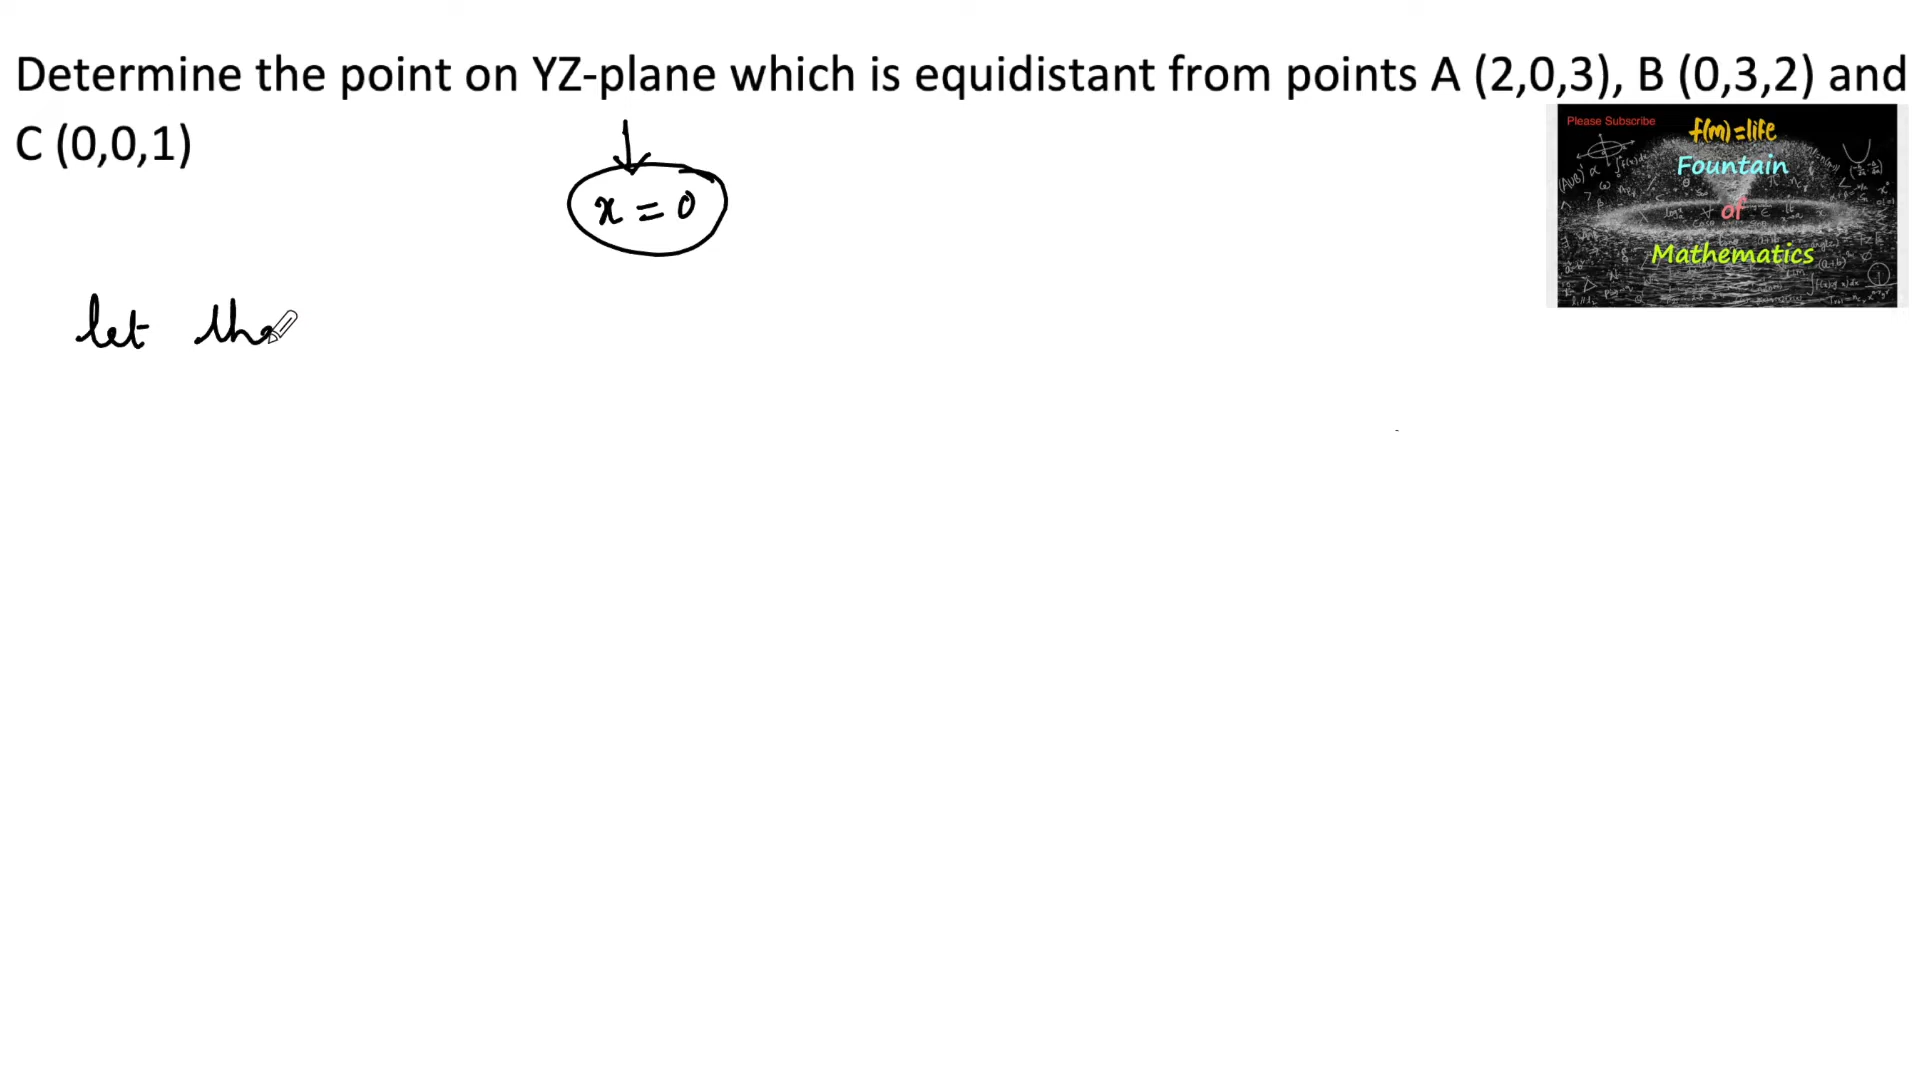 Determine the point on YZ-plane which is equidistant from points A (2,0,3), B (0,3,2) and
C (0,0,1)
x = 0
let the
Please Subscribe
f(m)=life
Fountain
of
Mathematics